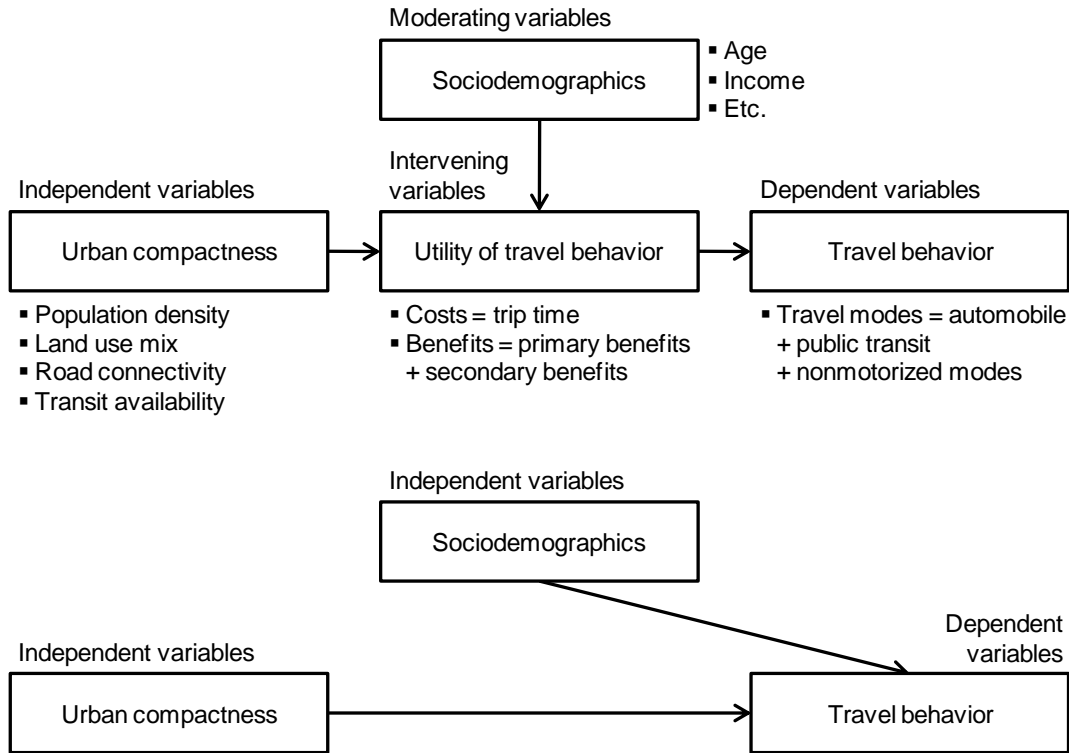 Moderating variables
Sociodemographics
▪ Age
▪ Income
▪ Etc.
Independent variables
Urban compactness
▪ Population density
▪ Land use mix
▪ Road connectivity
▪ Transit availability
Intervening
variables
Utility of travel behavior
▪ Costs = trip time
▪ Benefits = primary benefits
+ secondary benefits
Dependent variables
Travel behavior
▪ Travel modes = automobile
+ public transit
+ nonmotorized modes
Independent variables
Sociodemographics
Independent variables
Urban compactness
Dependent
variables
Travel behavior